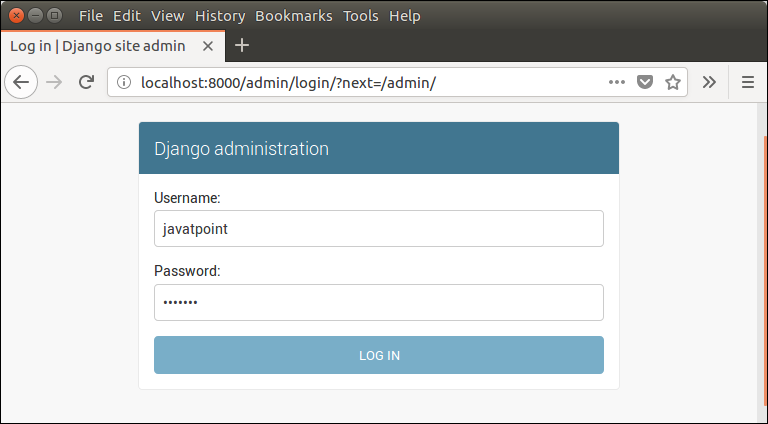 File Edit View History Bookmarks Tools Help
Log in | Django site admin
localhost:8000/admin/login/?next=/admin/
Django administration
Username:
javatpoint
Password:
•••••••
LOG IN